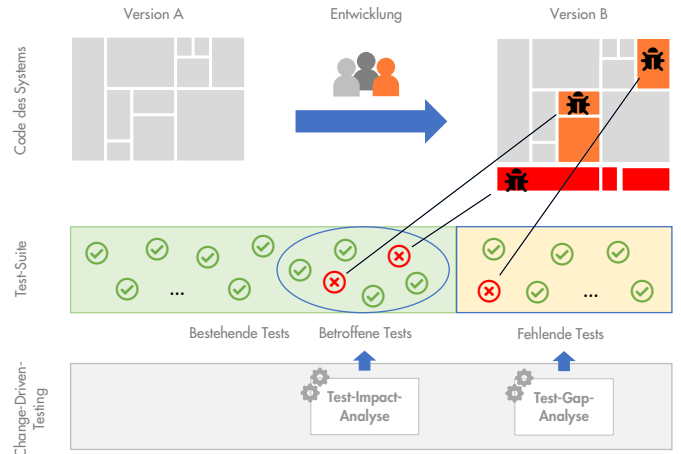 Version A
Entwicklung
Version B
Code des Systems
Test-Suite
...
...
Bestehende Tests
Betroffene Tests
Fehlende Tests
Change-Driven-
Testing
Test-Impact-
Analyse
Test-Gap-
Analyse